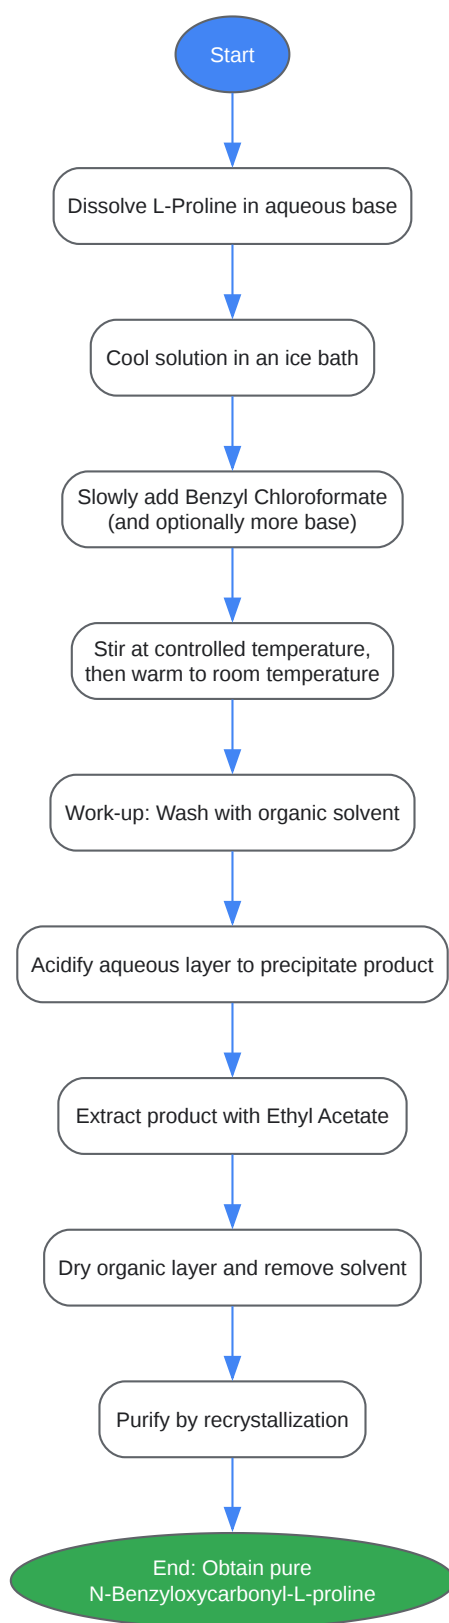 Start
Dissolve L-Proline in aqueous base
Cool solution in an ice bath
Slowly add Benzyl Chloroformate
(and optionally more base)
Stir at controlled temperature,
then warm to room temperature
Work-up: Wash with organic solvent
Acidify aqueous layer to precipitate product
Extract product with Ethyl Acetate
Dry organic layer and remove solvent
Purify by recrystallization
End: Obtain pure
N-Benzyloxycarbonyl-L-proline